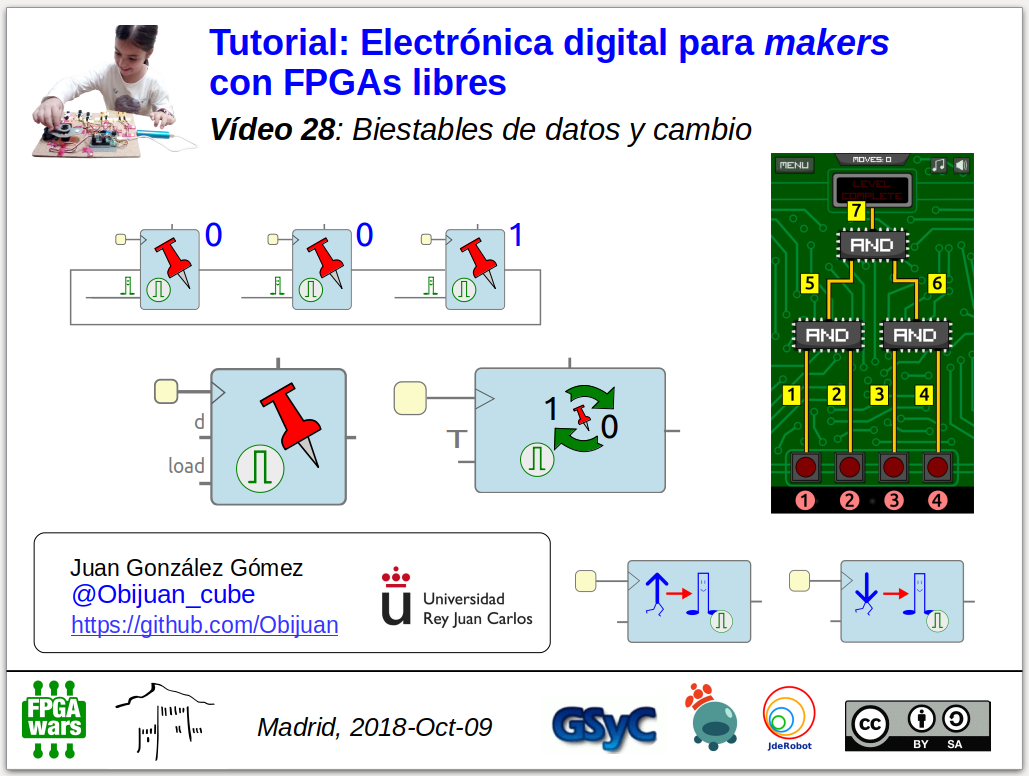 Tutorial: Electrónica digital para makers
con FPGAs libres
Vídeo 28: Biestables de datos y cambio
0
0
1
MENU
MOVES: 0
LEVEL
COMPLETE
7
AND
5
6
AND
AND
1
2
3
4
1
2
3
4
d
load
T
1
0
Juan González Gómez
@Obijuan_cube
https://github.com/Obijuan
u
Universidad
Rey Juan Carlos
FPGA
wars
Madrid, 2018-Oct-09
GSyC
JdeRobot
cc
BY SA